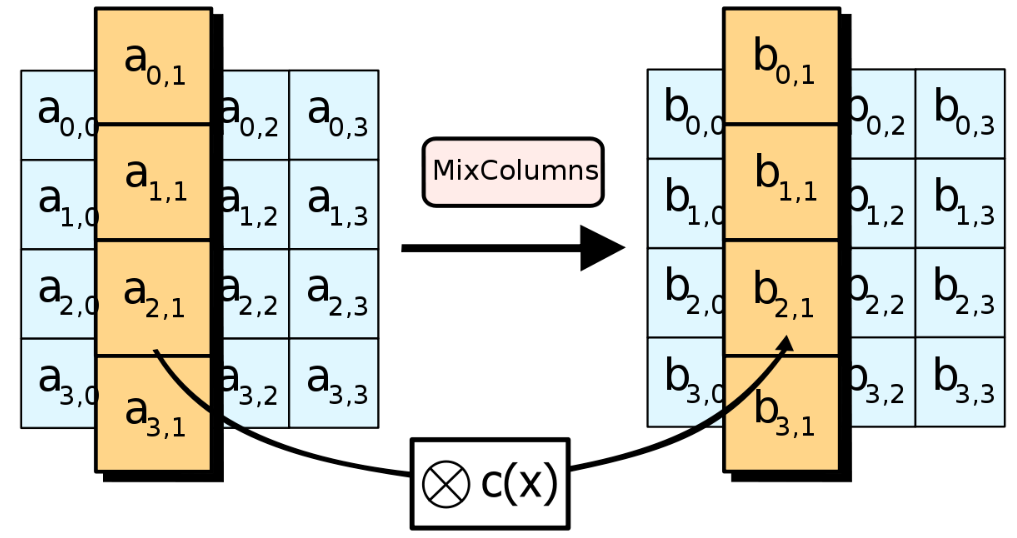 a0,1
b0,1
a0,0 a0,2 a0,3
b0,0 b0,2 b0,3
a1,1
MixColumns
b1,1
a1,0 a1,2 a1,3
b1,0 b1,2 b1,3
a2,1
b2,1
a2,0 a2,2 a2,3
b2,0 b2,2 b2,3
a3,1
b3,1
a3,0 a3,2 a3,3
b3,0 b3,2 b3,3
⊗ c(x)